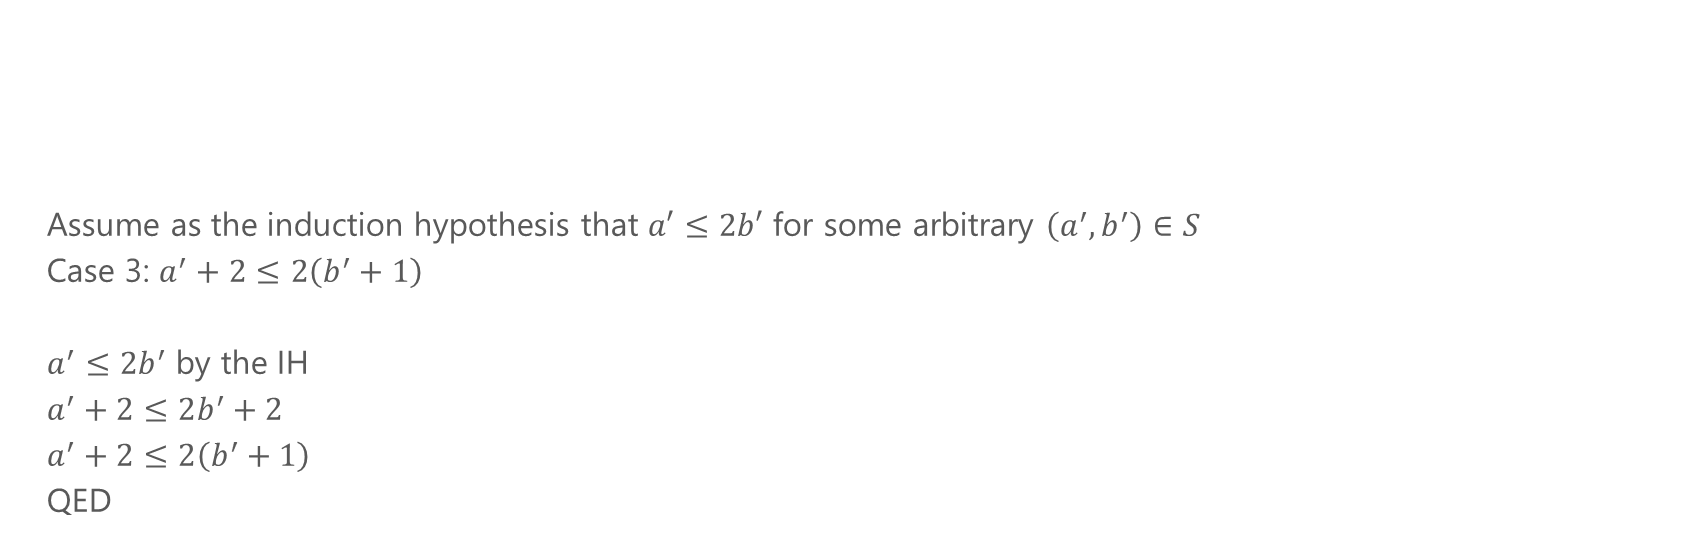 Assume as the induction hypothesis that a′ ≤ 2b′ for some arbitrary (a′, b′) ∈ S
Case 3: a′ + 2 ≤ 2(b′ + 1)
a′ ≤ 2b′ by the IH
a′ + 2 ≤ 2b′ + 2
a′ + 2 ≤ 2(b′ + 1)
QED